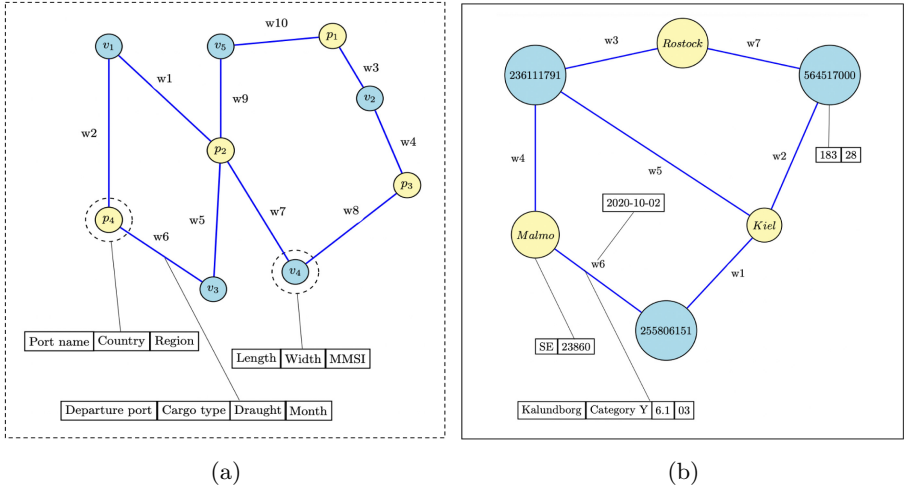 w10
p1
v1
v5
w3
w1
v2
w9
w2
w4
p2
p3
p4
w5
w7
w8
w6
v4
v3
Port name Country Region
Length Width MMSI
Departure port Cargo type Draught Month
(a)
Rostock
w3
w7
236111791
564517000
w4
w2
183 28
w5
2020-10-02
Malmo
Kiel
w6
w1
255806151
SE 23860
Kalundborg Category Y 6.1 03
(b)